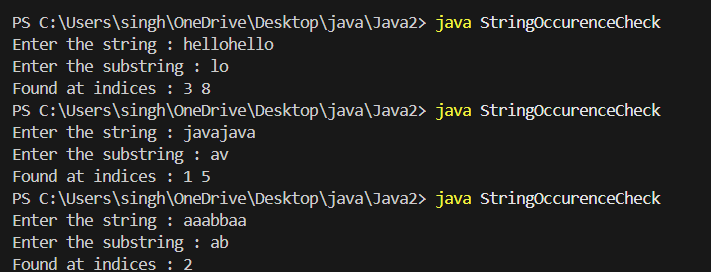 PS C:\Users\singh\OneDrive\Desktop\java\Java2> java StringOccurenceCheck
Enter the string : hellohello
Enter the substring : lo
Found at indices : 3 8
PS C:\Users\singh\OneDrive\Desktop\java\Java2> java StringOccurenceCheck
Enter the string : javajava
Enter the substring : av
Found at indices : 1 5
PS C:\Users\singh\OneDrive\Desktop\java\Java2> java StringOccurenceCheck
Enter the string : aaabbaa
Enter the substring : ab
Found at indices : 2